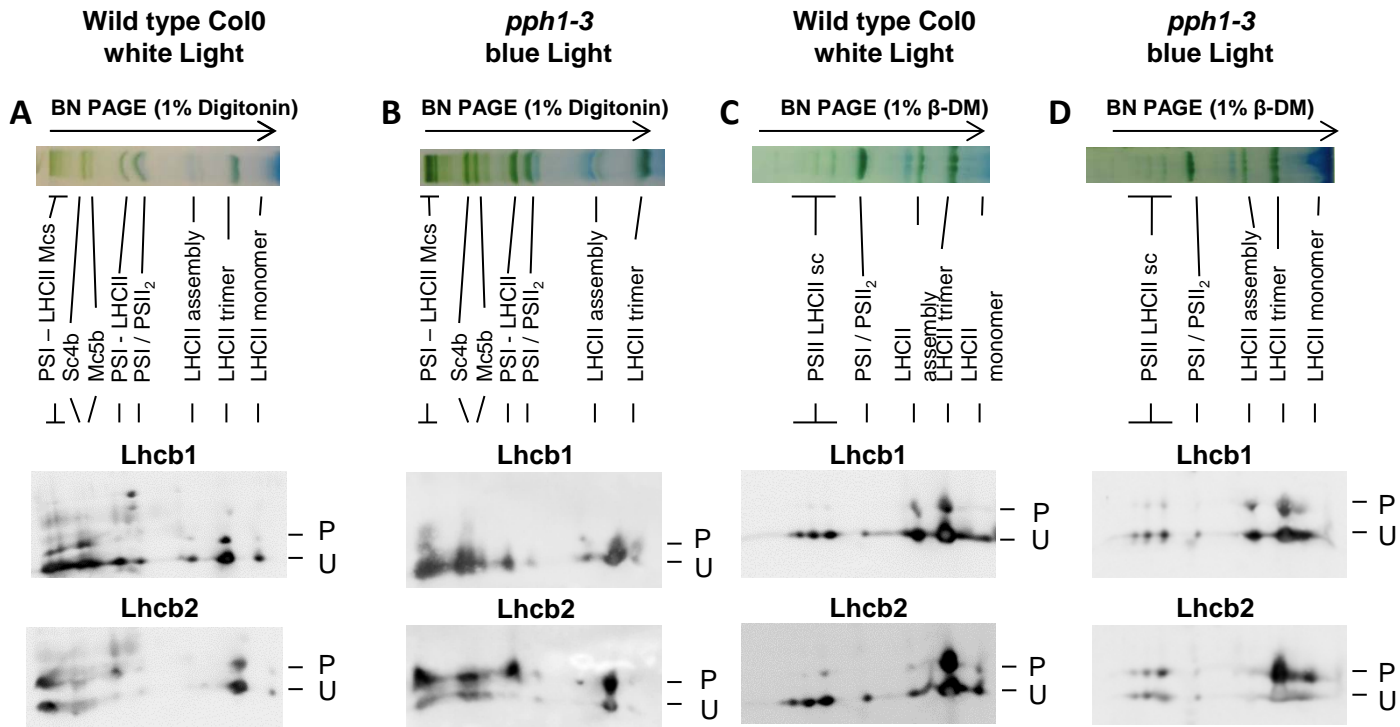 Wild type Col0
white Light
pph1-3
blue Light
Wild type Col0
white Light
pph1-3
blue Light
A
BN PAGE (1% Digitonin)
B
BN PAGE (1% Digitonin)
C
BN PAGE (1% β-DM)
D
BN PAGE (1% β-DM)
PSI – LHCII Mcs
Sc4b
Mc5b
PSI - LHCII
PSI / PSII2
LHCII assembly
LHCII trimer
LHCII monomer
PSI – LHCII Mcs
Sc4b
Mc5b
PSI - LHCII
PSI / PSII2
LHCII assembly
LHCII trimer
PSII LHCII sc
PSI / PSII2
LHCII
assembly
LHCII trimer
LHCII
monomer
PSII LHCII sc
PSI / PSII2
LHCII assembly
LHCII trimer
LHCII monomer
Lhcb1
Lhcb1
Lhcb1
Lhcb1
– P
– U
– P
– U
– P
– U
– P
– U
Lhcb2
Lhcb2
Lhcb2
Lhcb2
– P
– U
– P
– U
– P
– U
– P
– U